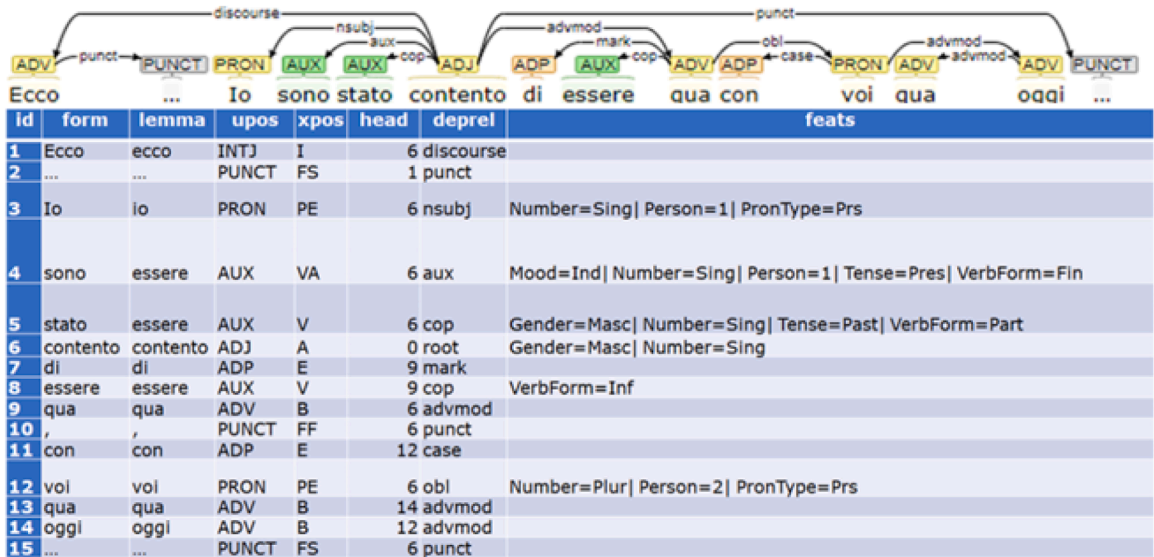 discourse punct
nsubj advmod
aux mark obl advmod
punct cop cop case advmod
ADV PUNCT PRON AUX AUX ADJ ADP AUX ADV ADP PRON ADV ADV PUNCT
Ecco ... Io sono stato contento di essere qua con voi qua oggi ...
id form lemma upos xpos head deprel feats
1 Ecco ecco INTJ I 6 discourse
2 ... ... PUNCT FS 1 punct
3 Io io PRON PE 6 nsubj Number=Sing| Person=1| PronType=Prs
4 sono essere AUX VA 6 aux Mood=Ind| Number=Sing| Person=1| Tense=Pres| VerbForm=Fin
5 stato essere AUX V 6 cop Gender=Masc| Number=Sing| Tense=Past| VerbForm=Part
6 contento contento ADJ A 0 root Gender=Masc| Number=Sing
7 di di ADP E 9 mark
8 essere essere AUX V 9 cop VerbForm=Inf
9 qua qua ADV B 6 advmod
10 , , PUNCT FF 6 punct
11 con con ADP E 12 case
12 voi voi PRON PE 6 obl Number=Plur| Person=2| PronType=Prs
13 qua qua ADV B 14 advmod
14 oggi oggi ADV B 12 advmod
15 ... ... PUNCT FS 6 punct